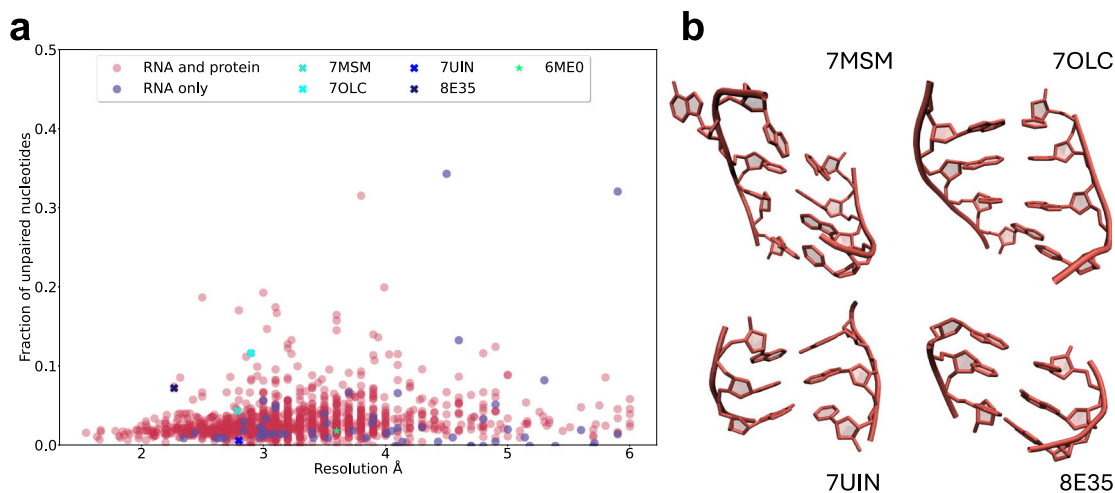 a
b
0.5
0.4
0.3
0.2
0.1
0.0
Fraction of unpaired nucleotides
RNA and protein
RNA only
7MSM
7OLC
7UIN
8E35
6ME0
2 3 4 5 6
Resolution Å
7MSM 7OLC
7UIN 8E35